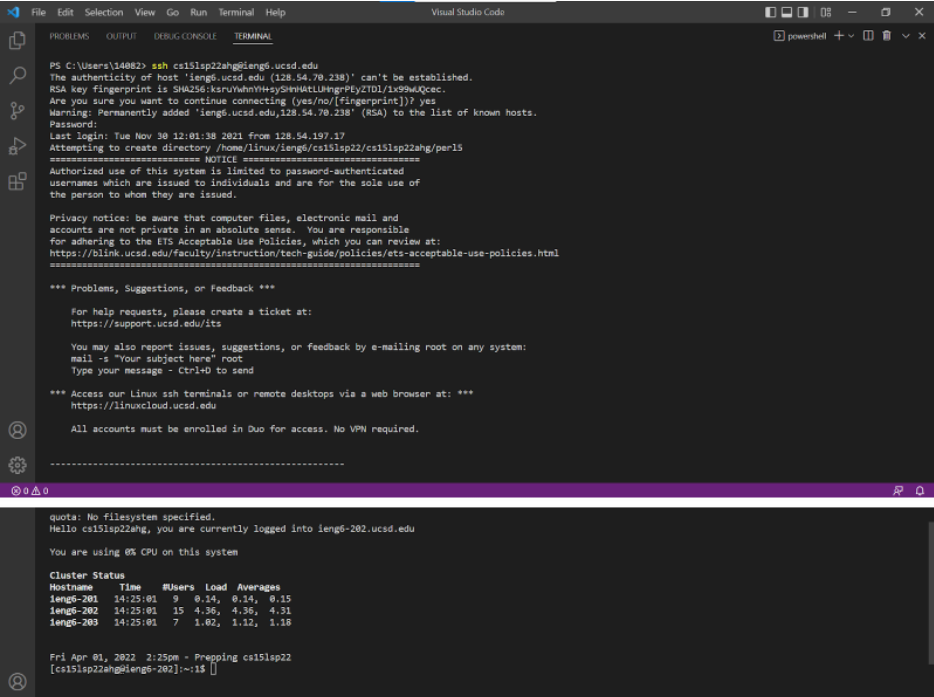 File Edit Selection View Go Run Terminal Help Visual Studio Code
PROBLEMS OUTPUT DEBUG CONSOLE TERMINAL powershell
PS C:\Users\14082> ssh cs15lsp22ahg@ieng6.ucsd.edu
The authenticity of host 'ieng6.ucsd.edu (128.54.70.238)' can't be established.
RSA key fingerprint is SHA256:ksruYwhnYH+sySHnHAtLUHngrPEyZTDl/1x99wUQcec.
Are you sure you want to continue connecting (yes/no/[fingerprint])? yes
Warning: Permanently added 'ieng6.ucsd.edu,128.54.70.238' (RSA) to the list of known hosts.
Password:
Last login: Tue Nov 30 12:01:38 2021 from 128.54.197.17
Attempting to create directory /home/linux/ieng6/cs15lsp22/cs15lsp22ahg/perl5
============================ NOTICE =================================
Authorized use of this system is limited to password-authenticated
usernames which are issued to individuals and are for the sole use of
the person to whom they are issued.
Privacy notice: be aware that computer files, electronic mail and
accounts are not private in an absolute sense. You are responsible
for adhering to the ETS Acceptable Use Policies, which you can review at:
https://blink.ucsd.edu/faculty/instruction/tech-guide/policies/ets-acceptable-use-policies.html
=====================================================================
*** Problems, Suggestions, or Feedback ***
For help requests, please create a ticket at:
https://support.ucsd.edu/its
You may also report issues, suggestions, or feedback by e-mailing root on any system:
mail -s "Your subject here" root
Type your message - Ctrl+D to send
*** Access our Linux ssh terminals or remote desktops via a web browser at: ***
https://linuxcloud.ucsd.edu
All accounts must be enrolled in Duo for access. No VPN required.
-------------------------------------------------------
0 0
quota: No filesystem specified.
Hello cs15lsp22ahg, you are currently logged into ieng6-202.ucsd.edu
You are using 0% CPU on this system
Cluster Status
Hostname Time #Users Load Averages
ieng6-201 14:25:01 9 0.14, 0.14, 0.15
ieng6-202 14:25:01 15 4.36, 4.36, 4.31
ieng6-203 14:25:01 7 1.02, 1.12, 1.18
Fri Apr 01, 2022 2:25pm - Prepping cs15lsp22
[cs15lsp22ahg@ieng6-202]:~:1$